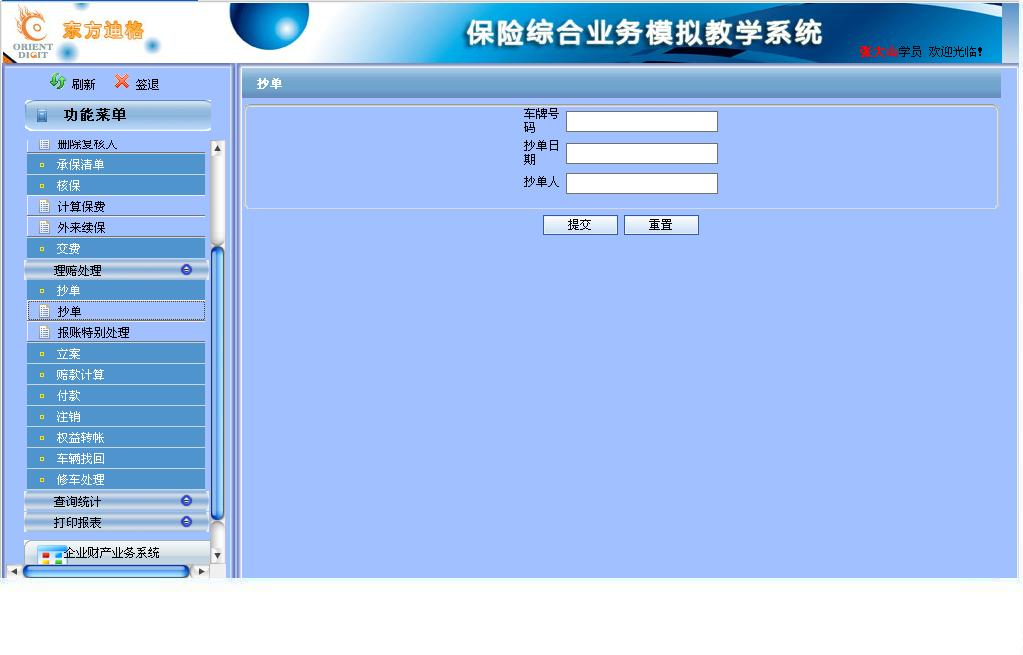 东方迪格
ORIENT
DIGIT
保险综合业务模拟教学系统
学员 欢迎光临!
刷新 签退
功能菜单
删除复核人
承保清单
核保
计算保费
外来续保
交费
理赔处理
抄单
抄单
报账特别处理
立案
赔款计算
付款
注销
权益转帐
车辆找回
修车处理
查询统计
打印报表
企业财产业务系统
抄单
车牌号
码
抄单日
期
抄单人
提交 重置